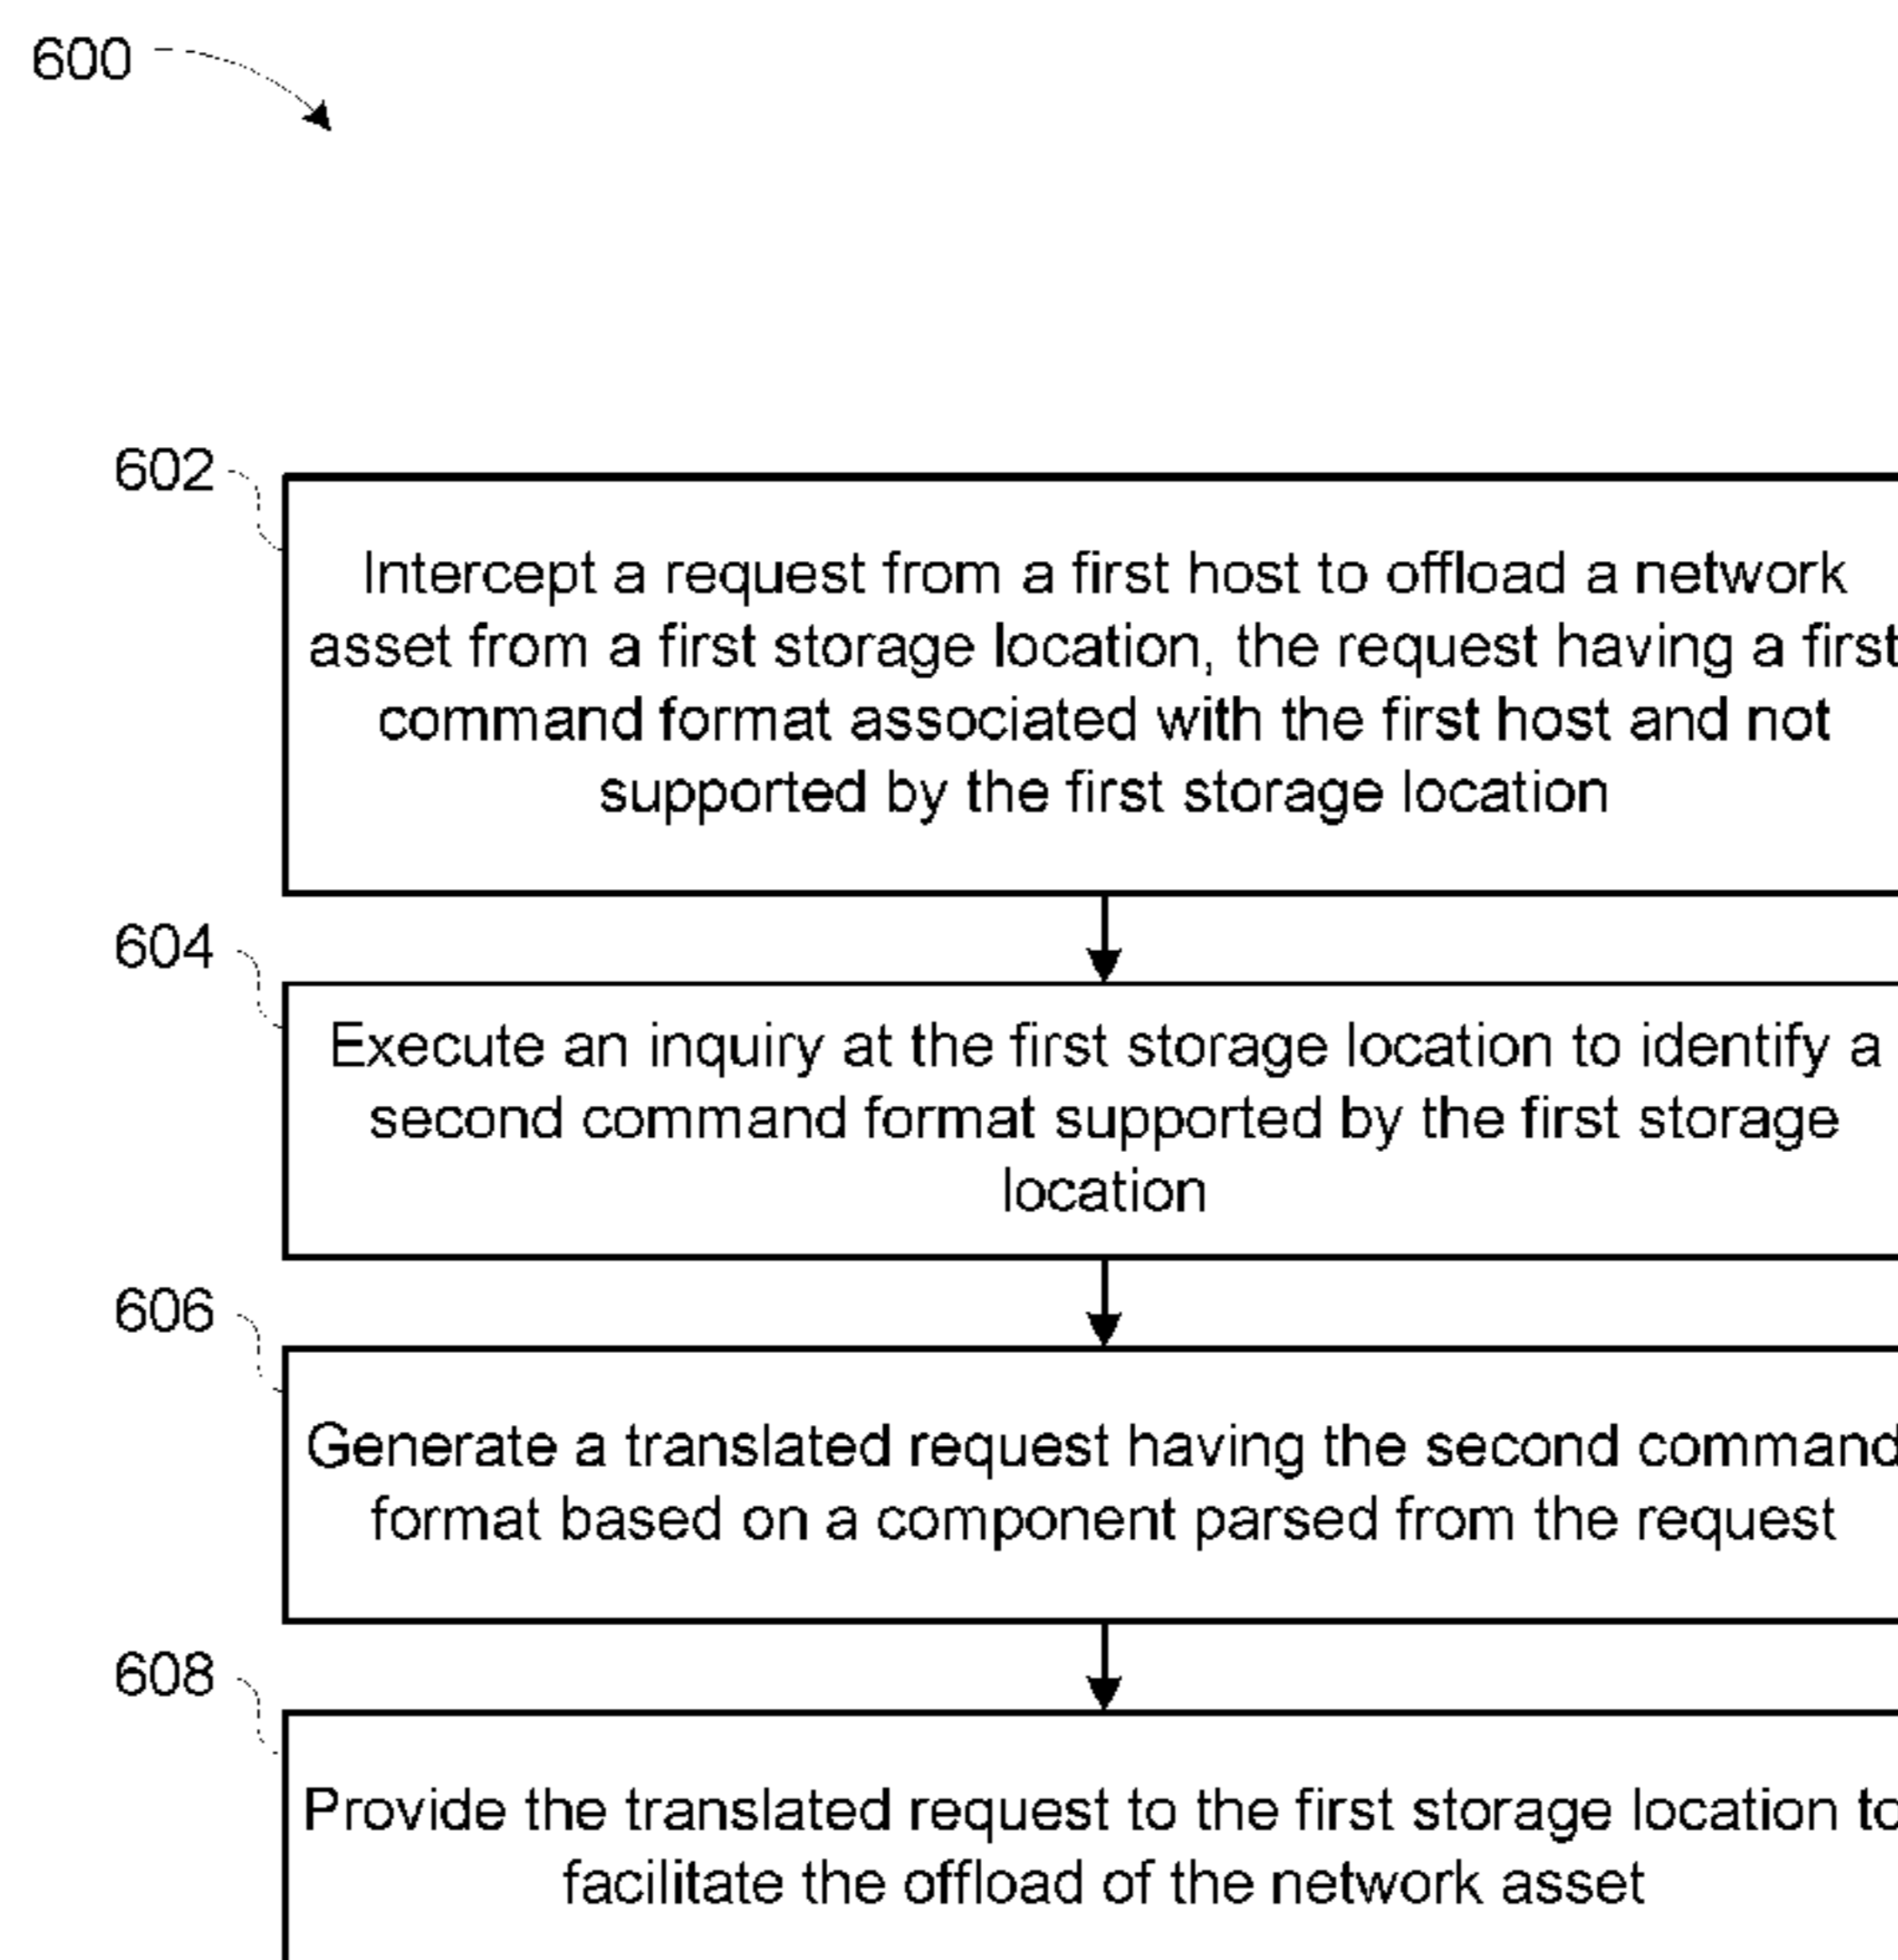 600
602
Intercept a request from a first host to offload a network
asset from a first storage location, the request having a first
command format associated with the first host and not
supported by the first storage location
604
Execute an inquiry at the first storage location to identify a
second command format supported by the first storage
location
606
Generate a translated request having the second command
format based on a component parsed from the request
608
Provide the translated request to the first storage location to
facilitate the offload of the network asset